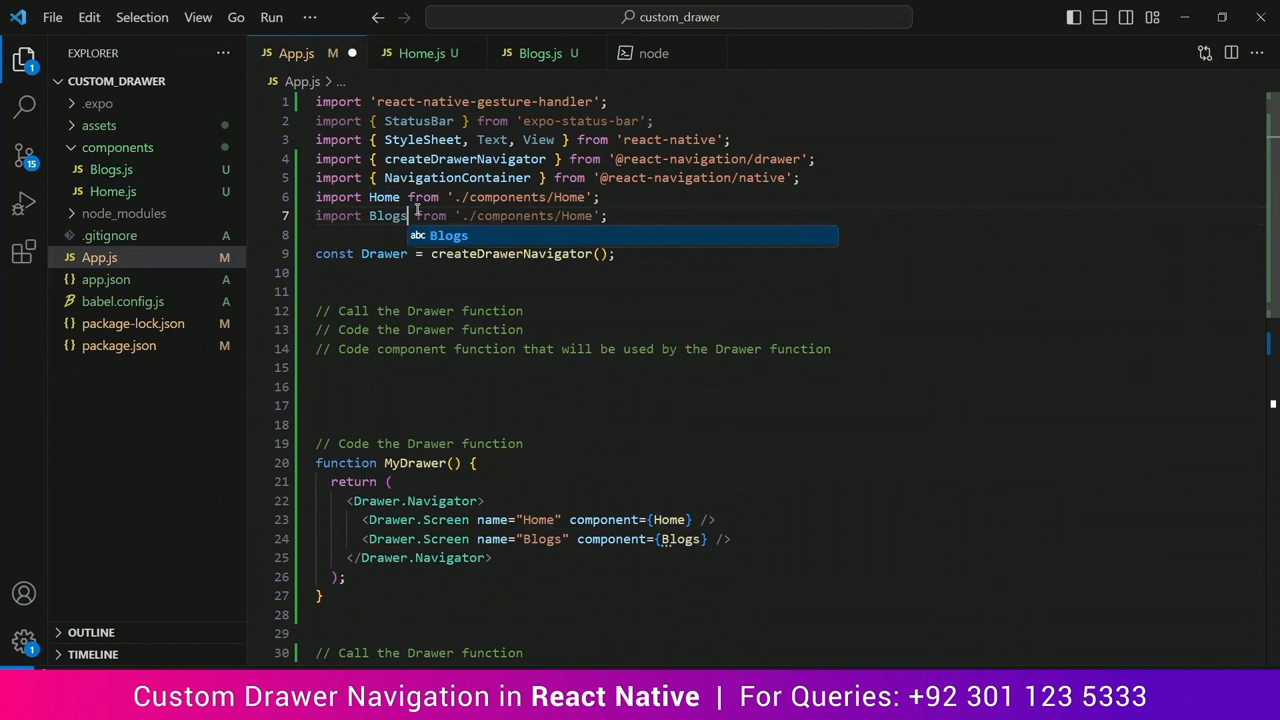 File Edit Selection View Go Run ··· custom_drawer
EXPLORER ···
CUSTOM_DRAWER
.expo
assets
components
Blogs.js U
Home.js U
node_modules
.gitignore A
JS App.js M
app.json A
babel.config.js A
package-lock.json M
package.json M
OUTLINE
TIMELINE
1
15
1
JS App.js M
JS Home.js U
JS Blogs.js U
node
JS App.js > ...
1 import 'react-native-gesture-handler';
2 import { StatusBar } from 'expo-status-bar';
3 import { StyleSheet, Text, View } from 'react-native';
4 import { createDrawerNavigator } from '@react-navigation/drawer';
5 import { NavigationContainer } from '@react-navigation/native';
6 import Home from './components/Home';
7 import Blogs from './components/Home';
abc Blogs
8
9 const Drawer = createDrawerNavigator();
10
11
12 // Call the Drawer function
13 // Code the Drawer function
14 // Code component function that will be used by the Drawer function
15
16
17
18
19 // Code the Drawer function
20 function MyDrawer() {
21 return (
22 <Drawer.Navigator>
23 <Drawer.Screen name="Home" component={Home} />
24 <Drawer.Screen name="Blogs" component={Blogs} />
25 </Drawer.Navigator>
26 );
27 }
28
29
30 // Call the Drawer function
Custom Drawer Navigation in React Native | For Queries: +92 301 123 5333